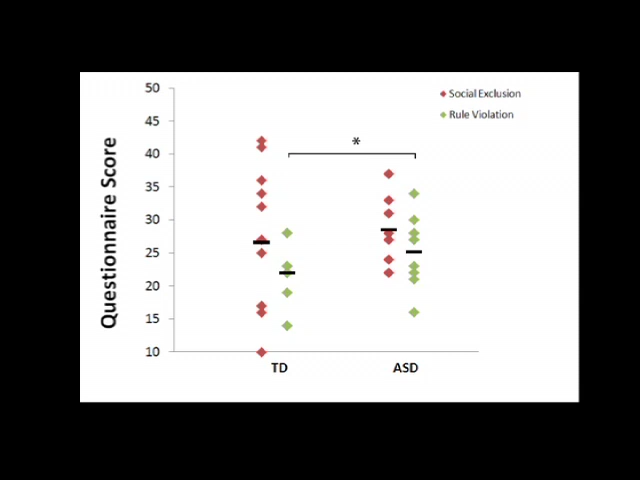 50
45
40
35
30
25
20
15
10
Questionnaire Score
Social Exclusion
Rule Violation
*
TD
ASD